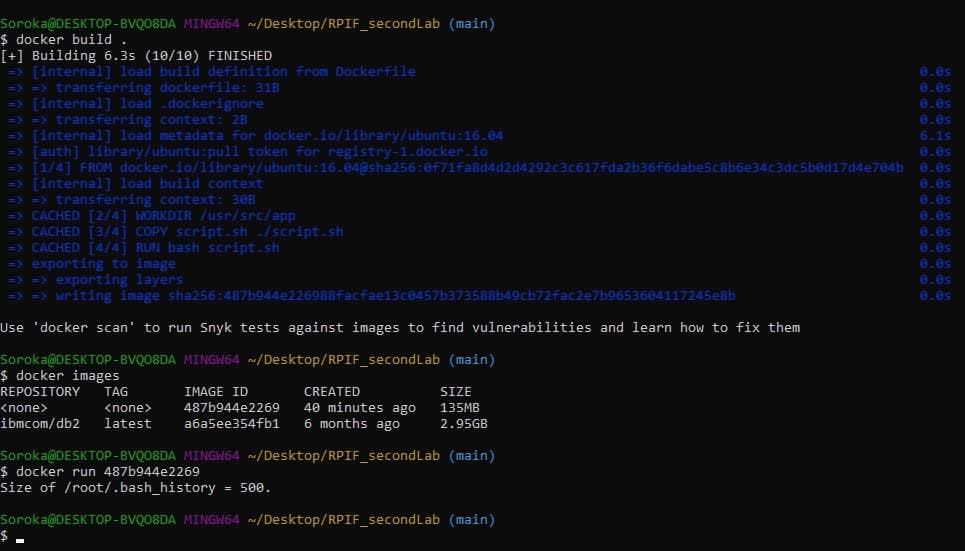 Soroka@DESKTOP-BVQO8DA MINGW64 ~/Desktop/RPIF_secondLab (main)
$ docker build .
[+] Building 6.3s (10/10) FINISHED
=> [internal] load build definition from Dockerfile 0.0s
=> => transferring dockerfile: 31B 0.0s
=> [internal] load .dockerignore 0.0s
=> => transferring context: 2B 0.0s
=> [internal] load metadata for docker.io/library/ubuntu:16.04 6.1s
=> [auth] library/ubuntu:pull token for registry-1.docker.io 0.0s
=> [1/4] FROM docker.io/library/ubuntu:16.04@sha256:0f71fa8d4d2d4292c3c617fda2b36f6dabe5c8b6e34c3dc5b0d17d4e704b 0.0s
=> [internal] load build context 0.0s
=> => transferring context: 30B 0.0s
=> CACHED [2/4] WORKDIR /usr/src/app 0.0s
=> CACHED [3/4] COPY script.sh ./script.sh 0.0s
=> CACHED [4/4] RUN bash script.sh 0.0s
=> exporting to image 0.0s
=> => exporting layers 0.0s
=> => writing image sha256:487b944e226988facfae13c0457b373588b49cb72fac2e7b9653604117245e8b 0.0s
Use 'docker scan' to run Snyk tests against images to find vulnerabilities and learn how to fix them
Soroka@DESKTOP-BVQO8DA MINGW64 ~/Desktop/RPIF_secondLab (main)
$ docker images
REPOSITORY TAG IMAGE ID CREATED SIZE
<none> <none> 487b944e2269 40 minutes ago 135MB
ibmcom/db2 latest a6a5ee354fb1 6 months ago 2.95GB
Soroka@DESKTOP-BVQO8DA MINGW64 ~/Desktop/RPIF_secondLab (main)
$ docker run 487b944e2269
Size of /root/.bash_history = 500.
Soroka@DESKTOP-BVQO8DA MINGW64 ~/Desktop/RPIF_secondLab (main)
$